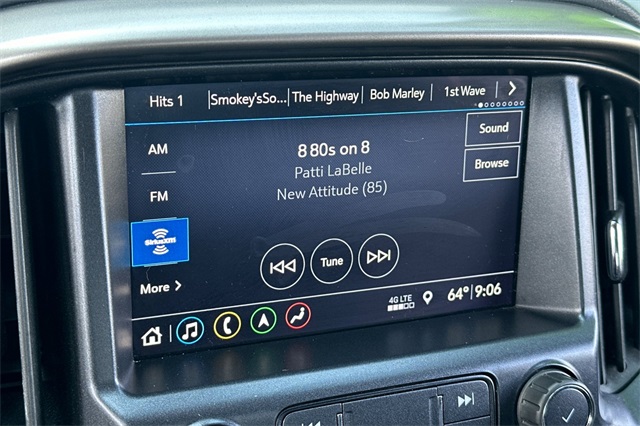 Hits 1 Smokey'sSo... The Highway Bob Marley 1st Wave
AM
FM
SiriusXM
More
8 80s on 8
Patti LaBelle
New Attitude (85)
Sound
Browse
Tune
4G LTE 64° 9:06